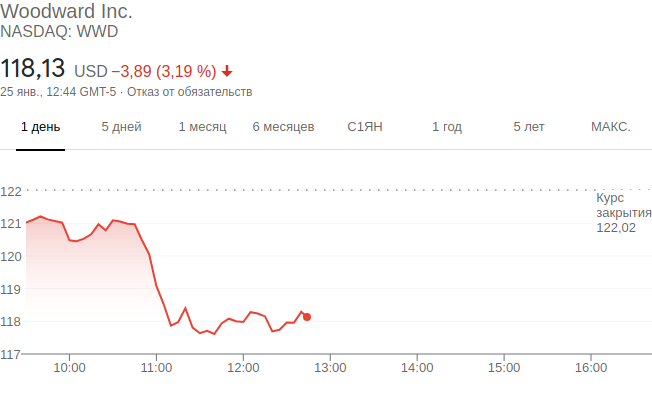 Woodward Inc.
NASDAQ: WWD
118,13 USD −3,89 (3,19 %)
25 янв., 12:44 GMT-5 · Отказ от обязательств
1 день 5 дней 1 месяц 6 месяцев С1ЯН 1 год 5 лет МАКС.
122
Курс
121 закрытия
122,02
120
119
118
117
10:00 11:00 12:00 13:00 14:00 15:00 16:00